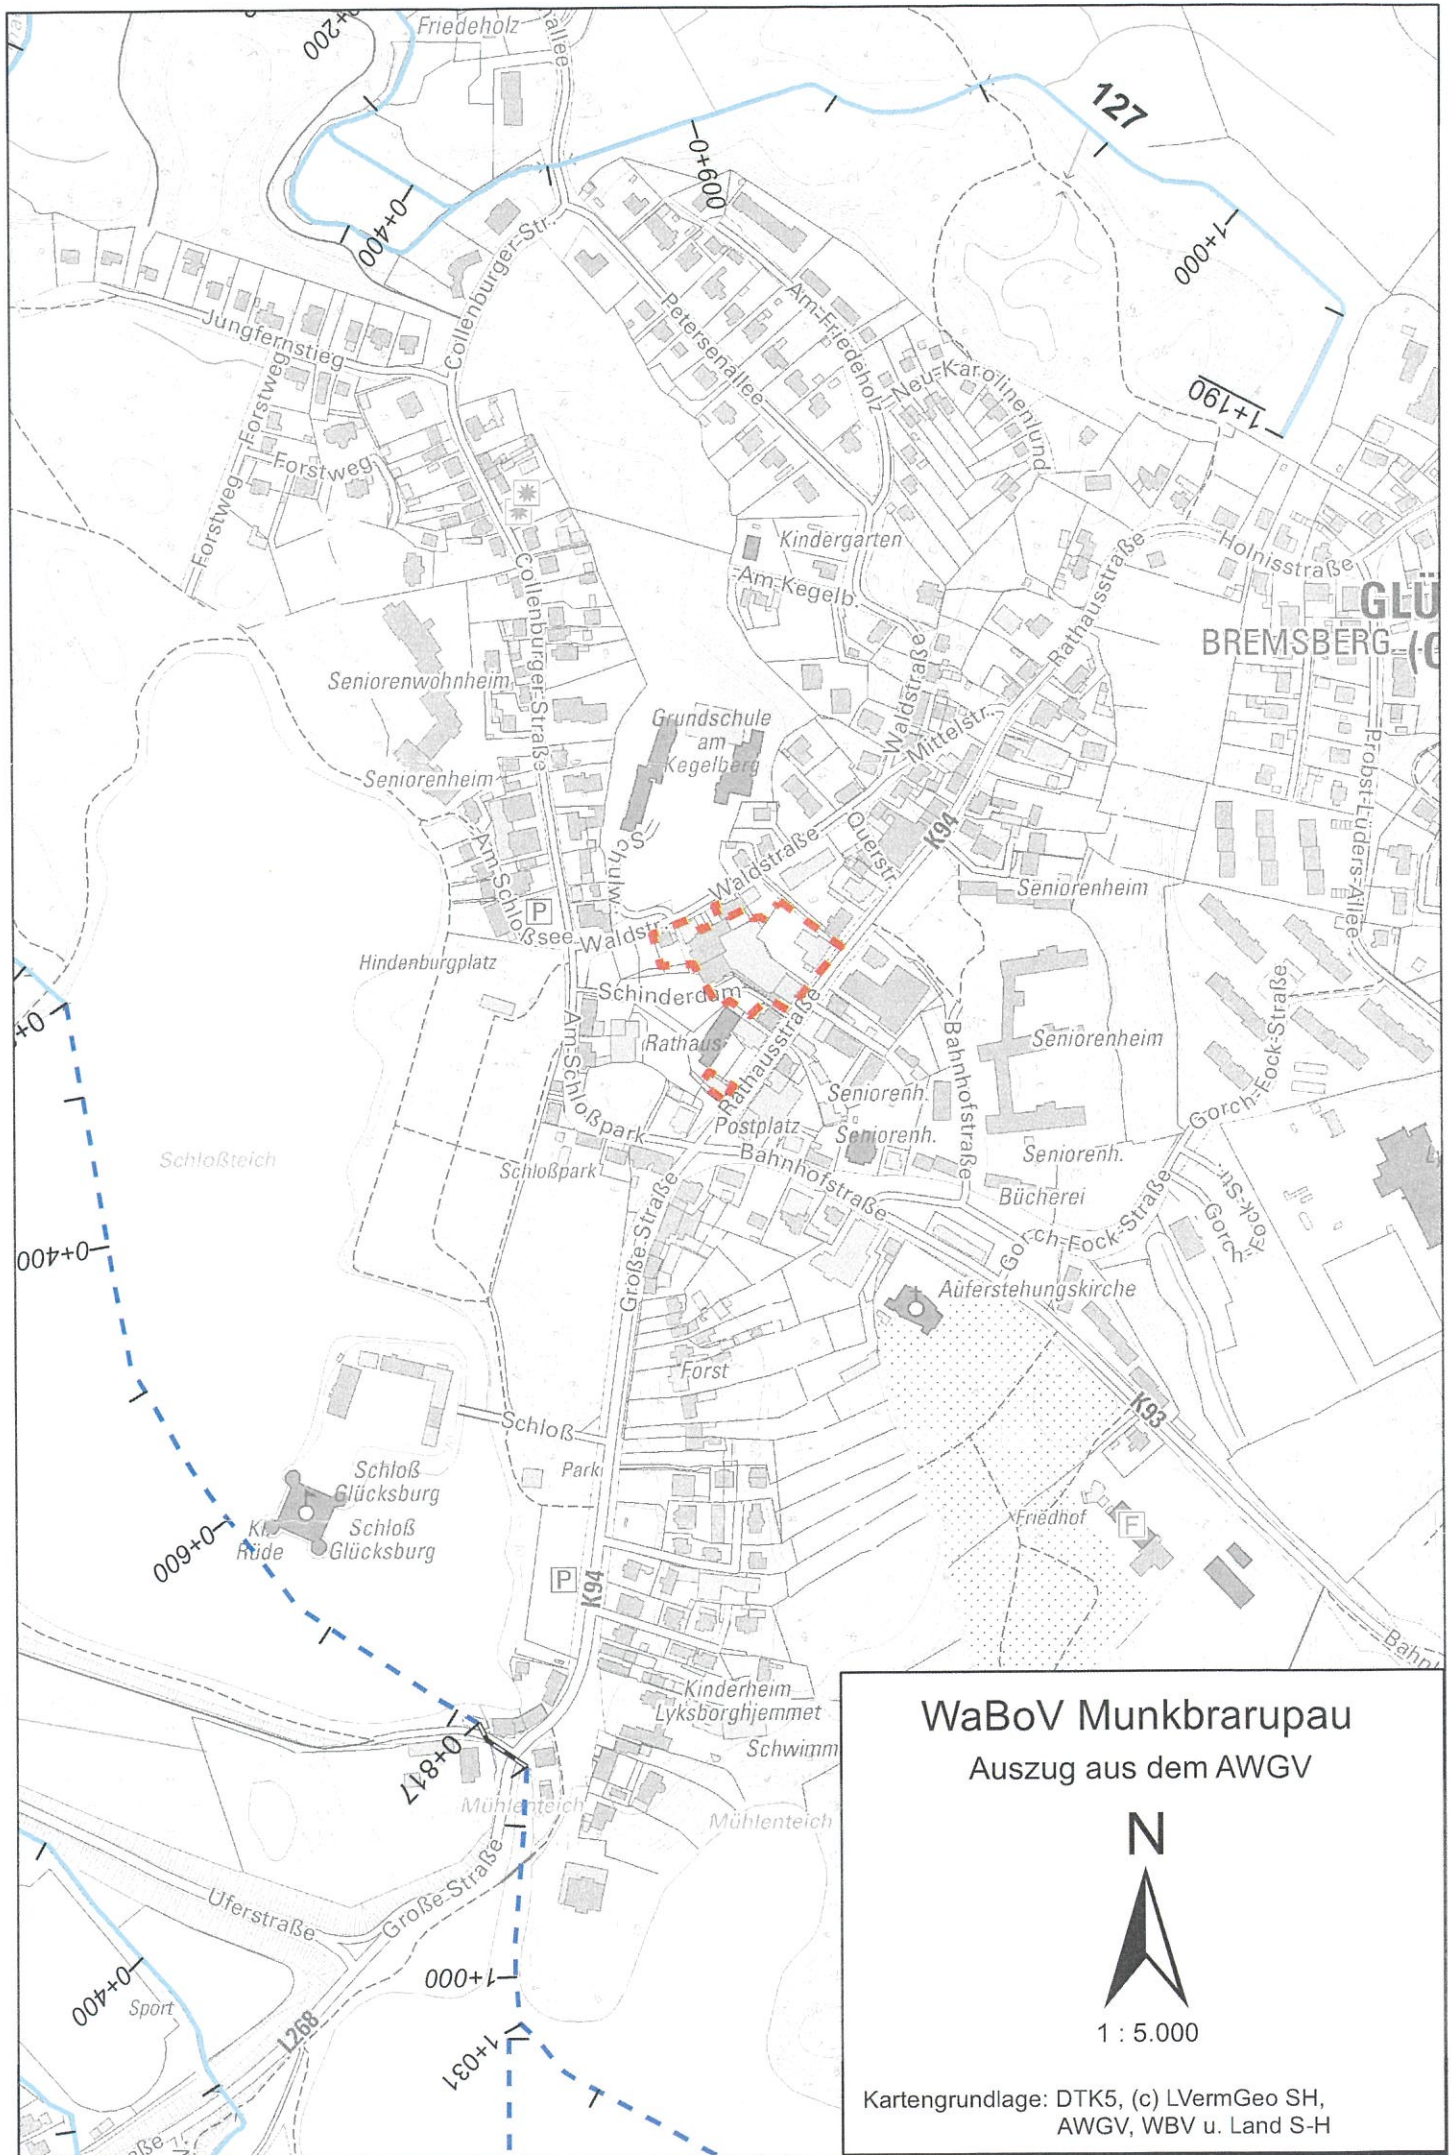 Friedeholz
0+200
allee
127
0+600
0+400
1+000
Collenburger-Str.
Jungfernstieg
Petersenallee
Am-Friedeholz
Neu-Karolinenlund
1+190
Forstweg
Forstweg
Forstweg
Kindergarten
Am-Kegelb.
Holnisstraße
Collenburger-Straße
Rathausstraße
GLÜ
BREMSBERG
Seniorenwohnheim
Waldstraße
Grundschule
am
Kegelberg
Mittelstr.
Seniorenheim
Probst-Lüders-Allee
Querstr.
K94
Schulw.
Waldstraße
Am-Schloßsee
P
Waldstr.
Seniorenheim
Hindenburgplatz
Schinderdam
Rathaus
Rathausstraße
Am-Schloßpark
Bahnhofstraße
Seniorenheim
Gorch-Fock-Straße
Seniorenh.
Postplatz
Seniorenh.
Seniorenh.
Schloßteich
Schloßpark
Bahnhofstraße
Bücherei
Gorch-Fock-Str.
0+400
Große-Straße
Gorch-Fock-Straße
Auferstehungskirche
Forst
K93
Schloß
Park
Schloß
Glücksburg
Kl.
Rüde
Schloß
Glücksburg
Friedhof
F
0+600
P
K94
Kinderheim
Lyksborghjemmet
Schwimm
0+817
Mühlenteich
Mühlenteich
Uferstraße
Große-Straße
0+400
Sport
L268
1+000
1+031
WaBoV Munkbrarupau
Auszug aus dem AWGV
N
1 : 5.000
Kartengrundlage: DTK5, (c) LVermGeo SH,
AWGV, WBV u. Land S-H